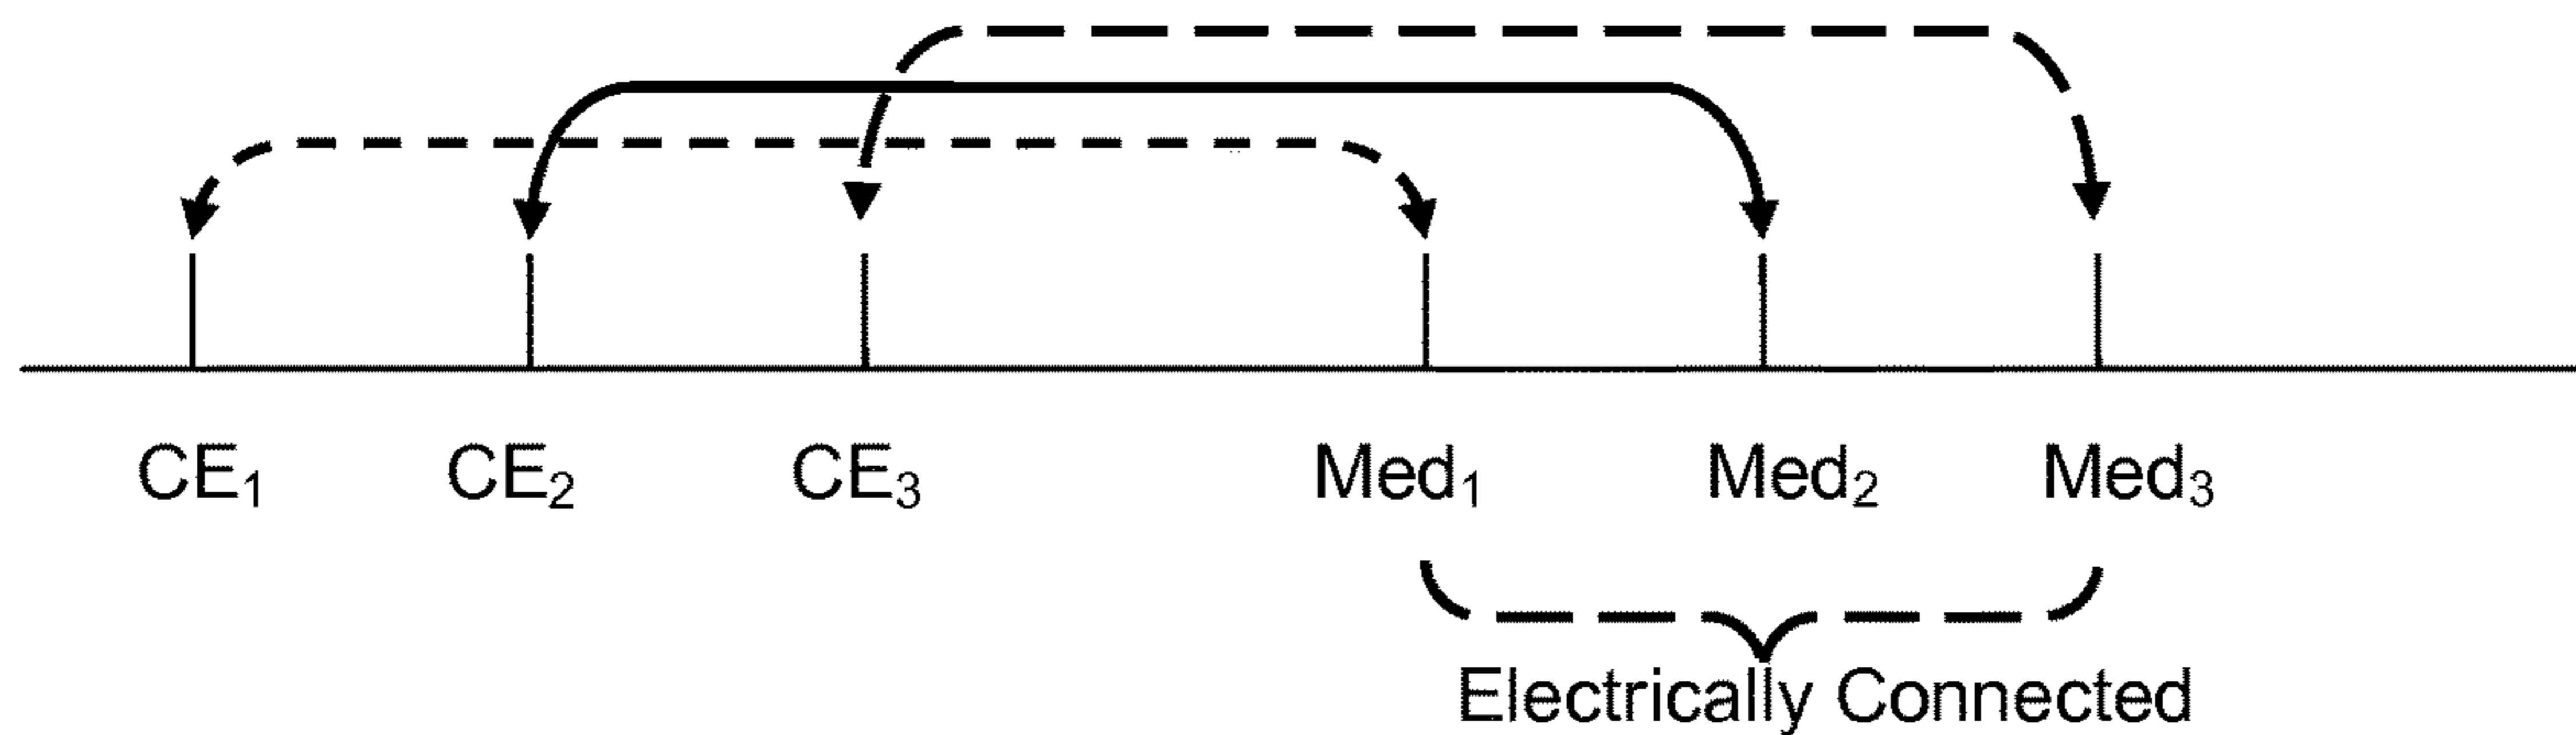 CE₁ CE₂ CE₃ Med₁ Med₂ Med₃
Electrically Connected